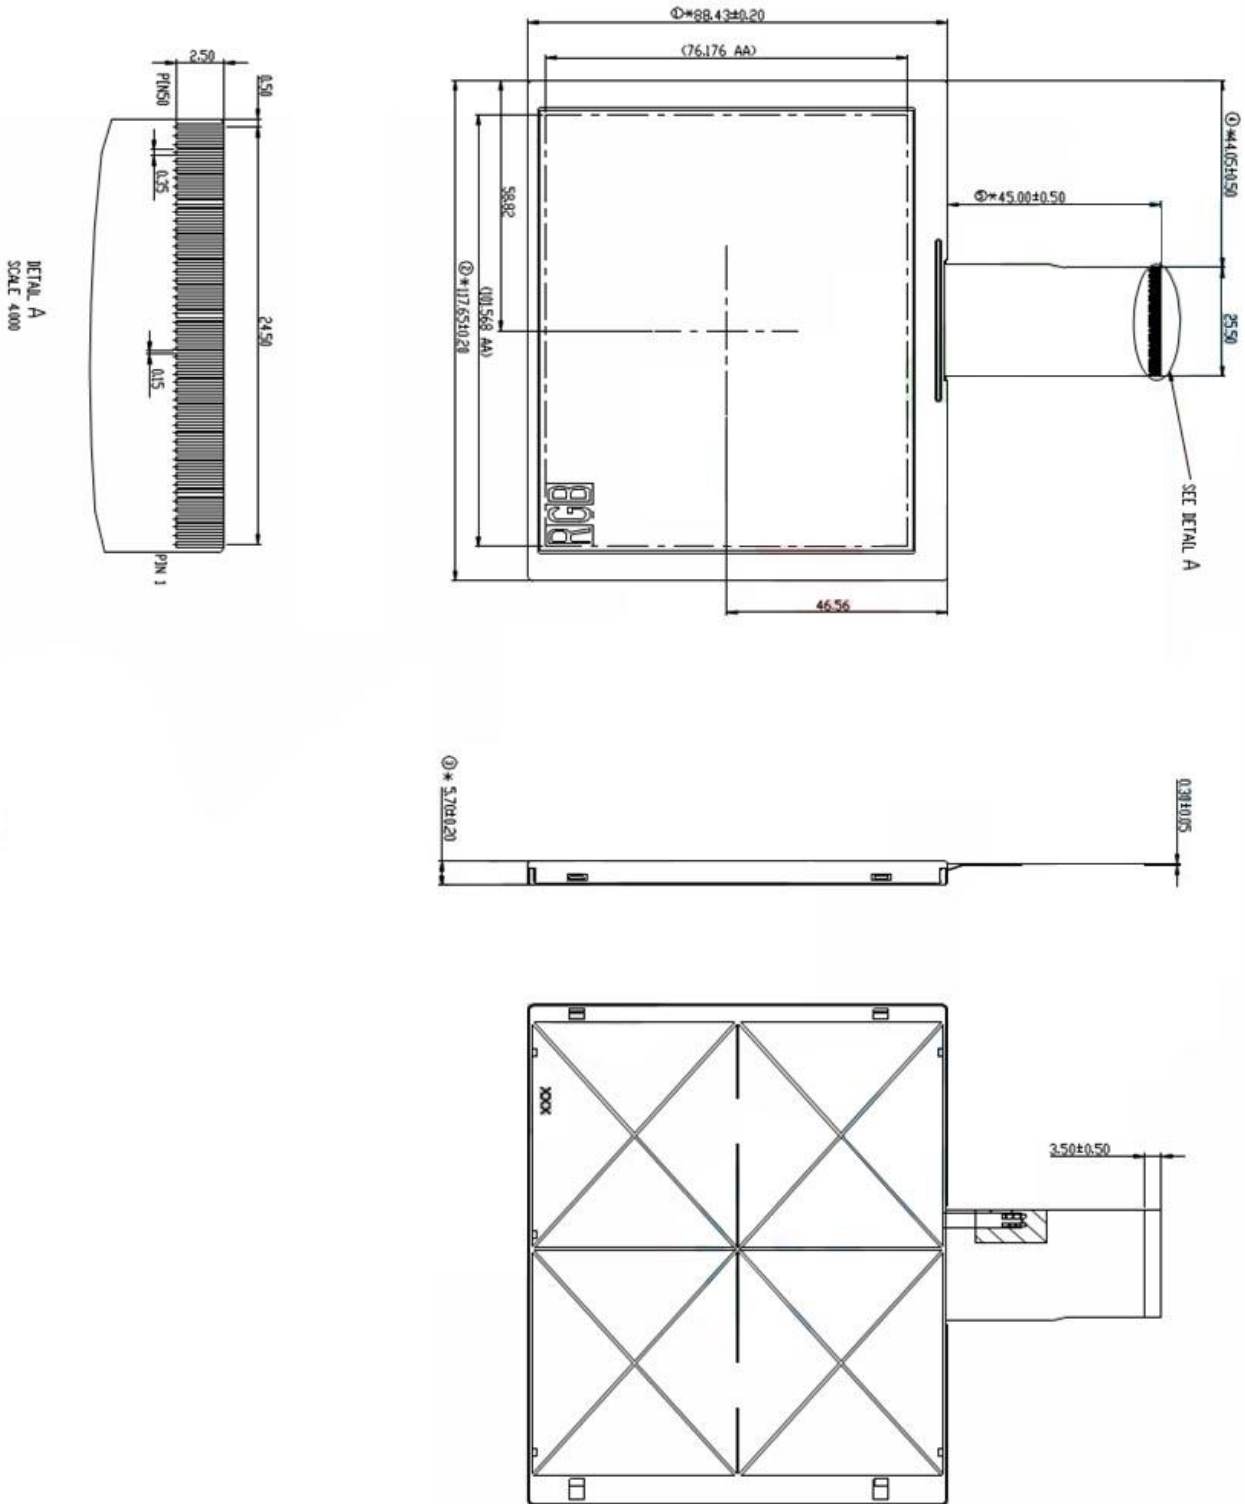 ①*88.43±0.20
(76.176 AA)
④*44.05±0.50
⑤*45.00±0.50
25.50
SEE DETAIL A
58.82
(101.568 AA)
②*117.65±0.20
RGB
46.56
2.50
0.50
PIN50
0.35
24.50
0.15
PIN 1
DETAIL A
SCALE 4.000
③* 5.70±0.20
0.30±0.05
XXX
3.50±0.50